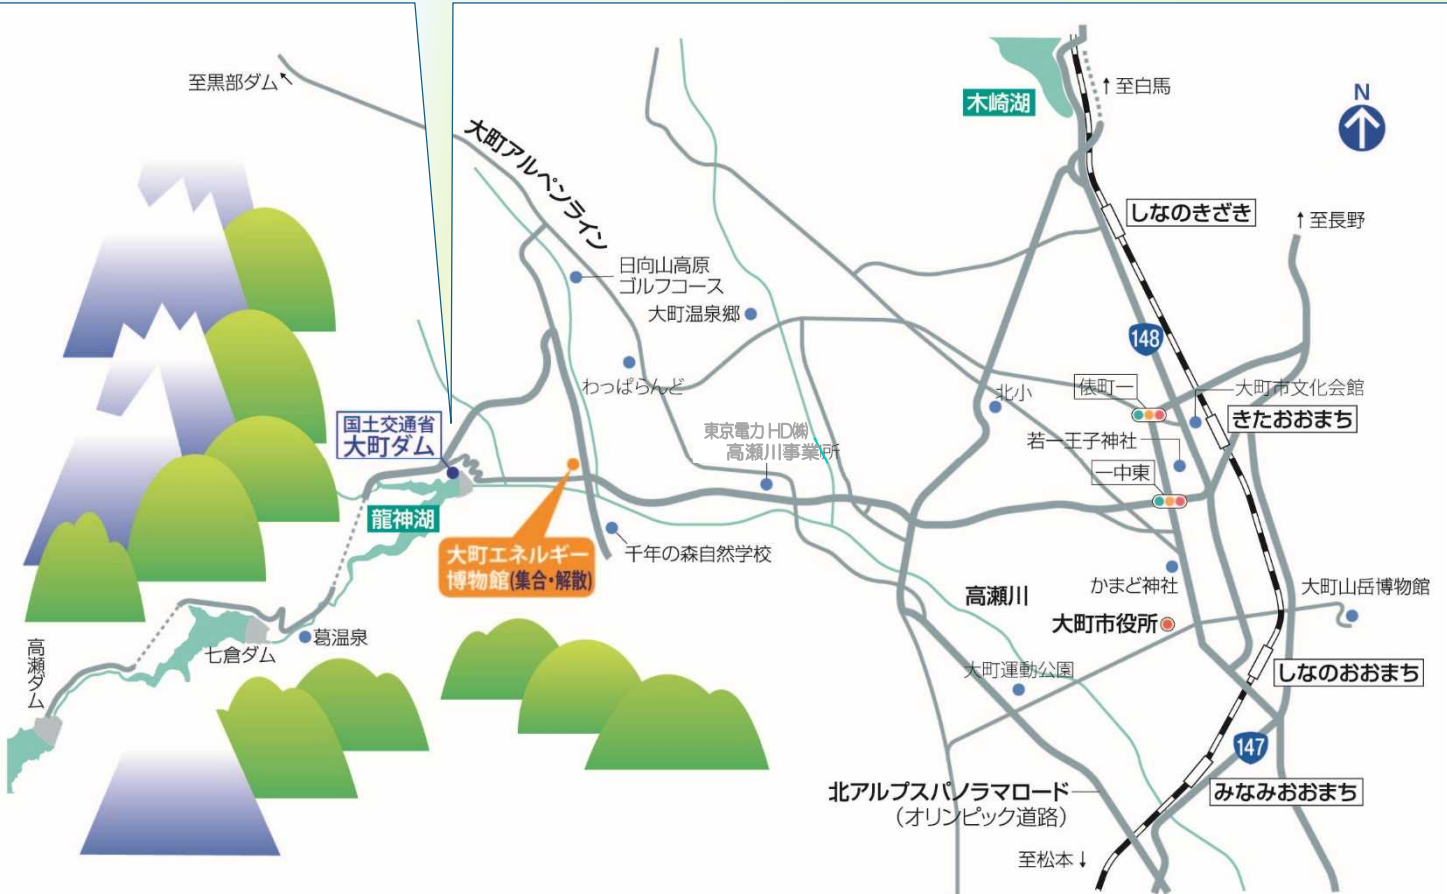 至黒部ダム↖
大町アルペンライン
木崎湖
↑至白馬
N
しなのきざき
↑至長野
日向山高原
ゴルフコース
大町温泉郷
148
わっぱらんど
北小
俵町一
大町市文化会館
きたおおまち
国土交通省
大町ダム
東京電力HD㈱
高瀬川事業所
若一王子神社
一中東
龍神湖
大町エネルギー
博物館(集合・解散)
千年の森自然学校
かまど神社
大町山岳博物館
高瀬川
大町市役所
葛温泉
七倉ダム
高瀬ダム
大町運動公園
しなのおおまち
147
北アルプスパノラマロード
(オリンピック道路)
みなみおおまち
至松本↓